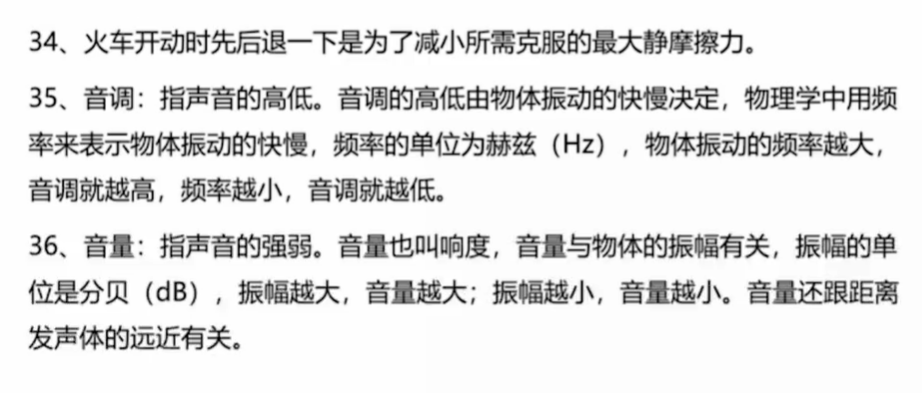 34、火车开动时先后退一下是为了减小所需克服的最大静摩擦力。
35、音调：指声音的高低。音调的高低由物体振动的快慢决定，物理学中用频
率来表示物体振动的快慢，频率的单位为赫兹（Hz），物体振动的频率越大，
音调就越高，频率越小，音调就越低。
36、音量：指声音的强弱。音量也叫响度，音量与物体的振幅有关，振幅的单
位是分贝（dB），振幅越大，音量越大；振幅越小，音量越小。音量还跟距离
发声体的远近有关。